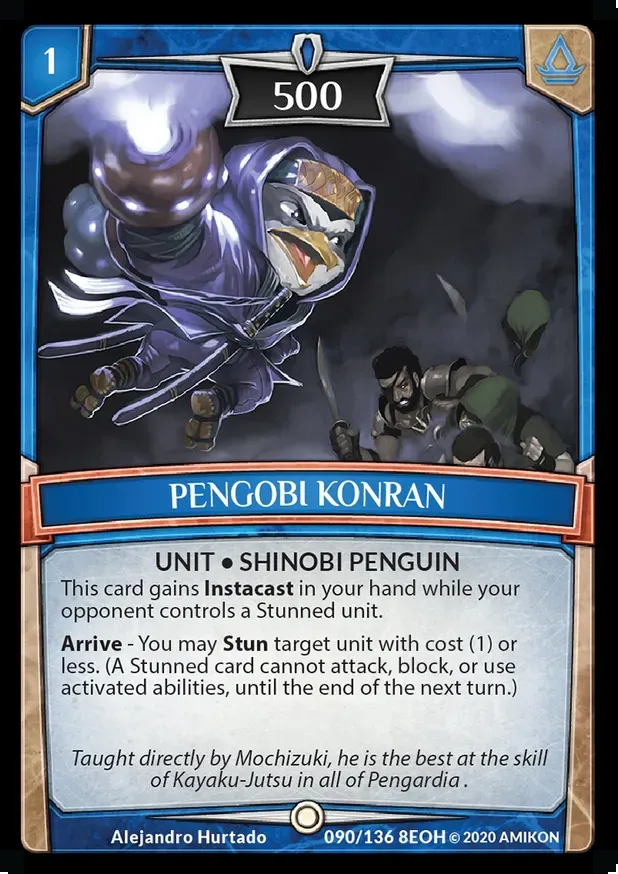 1
500
PENGOBI KONRAN
UNIT • SHINOBI PENGUIN
This card gains Instacast in your hand while your
opponent controls a Stunned unit.
Arrive - You may Stun target unit with cost (1) or
less. (A Stunned card cannot attack, block, or use
activated abilities, until the end of the next turn.)
Taught directly by Mochizuki, he is the best at the skill
of Kayaku-Jutsu in all of Pengardia .
Alejandro Hurtado 090/136 8EOH © 2020 AMIKON